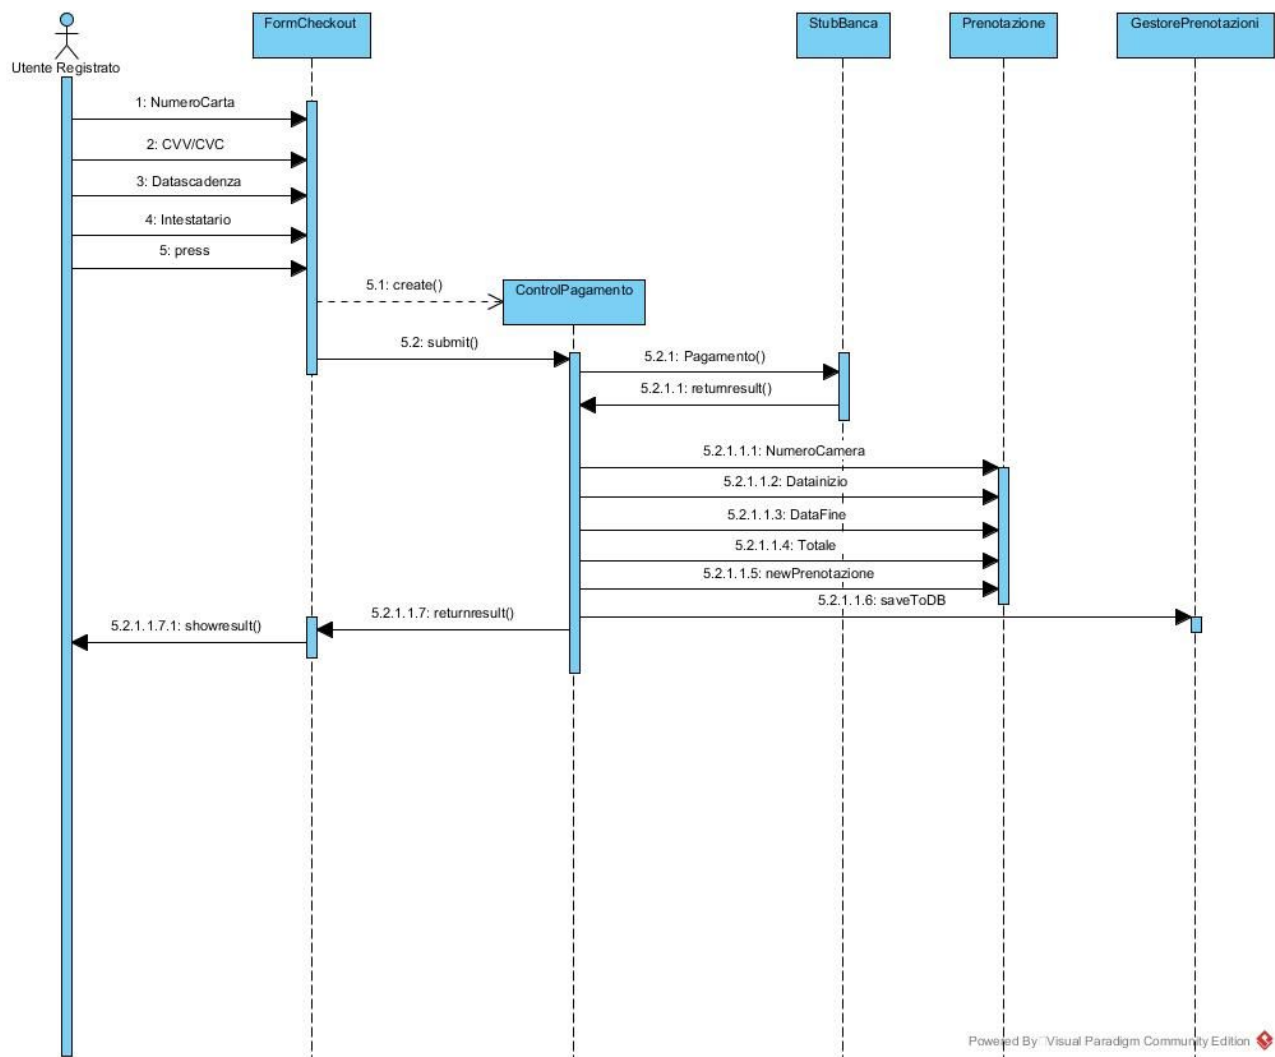 FormCheckout
StubBanca
Prenotazione
GestorePrenotazioni
Utente Registrato
1: NumeroCarta
2: CVV/CVC
3: Datascadenza
4: Intestatario
5: press
5.1: create()
ControlPagamento
5.2: submit()
5.2.1: Pagamento()
5.2.1.1: returnresult()
5.2.1.1.1: NumeroCamera
5.2.1.1.2: Datainizio
5.2.1.1.3: DataFine
5.2.1.1.4: Totale
5.2.1.1.5: newPrenotazione
5.2.1.1.6: saveToDB
5.2.1.1.7: returnresult()
5.2.1.1.7.1: showresult()
Powered By Visual Paradigm Community Edition